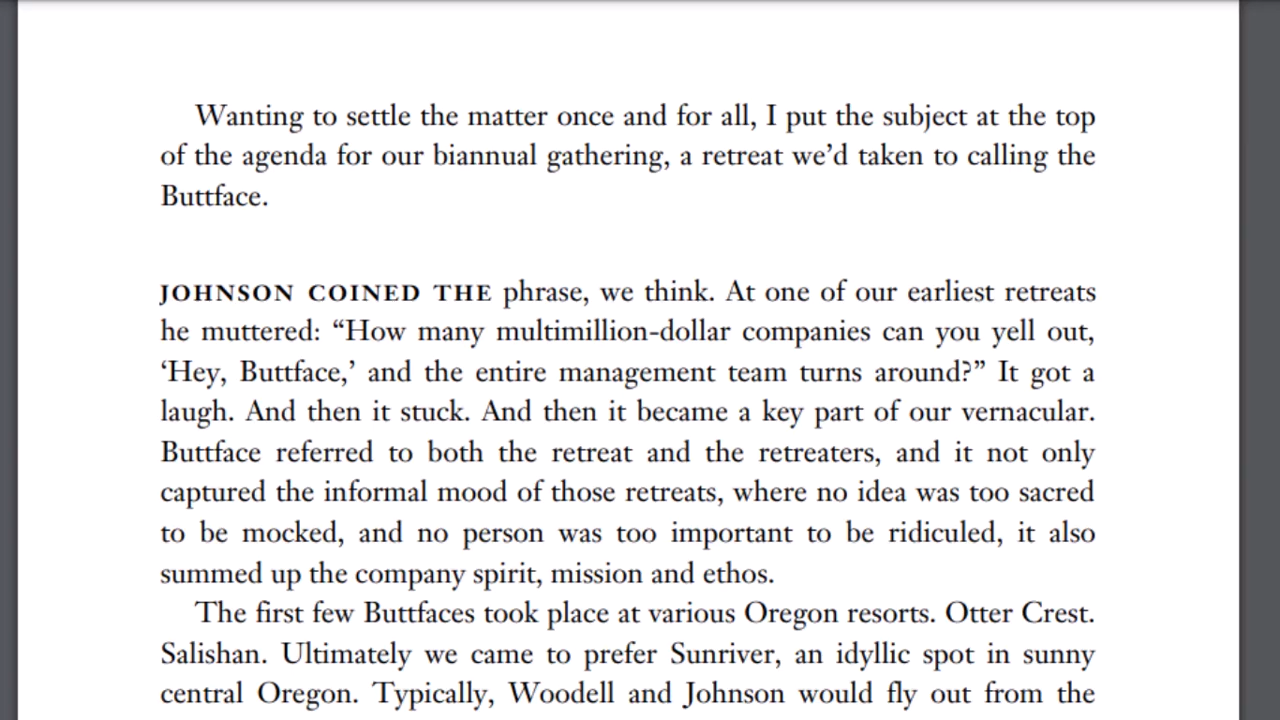 Wanting to settle the matter once and for all, I put the subject at the top
of the agenda for our biannual gathering, a retreat we’d taken to calling the
Buttface.
JOHNSON COINED THE phrase, we think. At one of our earliest retreats
he muttered: “How many multimillion-dollar companies can you yell out,
‘Hey, Buttface,’ and the entire management team turns around?” It got a
laugh. And then it stuck. And then it became a key part of our vernacular.
Buttface referred to both the retreat and the retreaters, and it not only
captured the informal mood of those retreats, where no idea was too sacred
to be mocked, and no person was too important to be ridiculed, it also
summed up the company spirit, mission and ethos.
The first few Buttfaces took place at various Oregon resorts. Otter Crest.
Salishan. Ultimately we came to prefer Sunriver, an idyllic spot in sunny
central Oregon. Typically, Woodell and Johnson would fly out from the